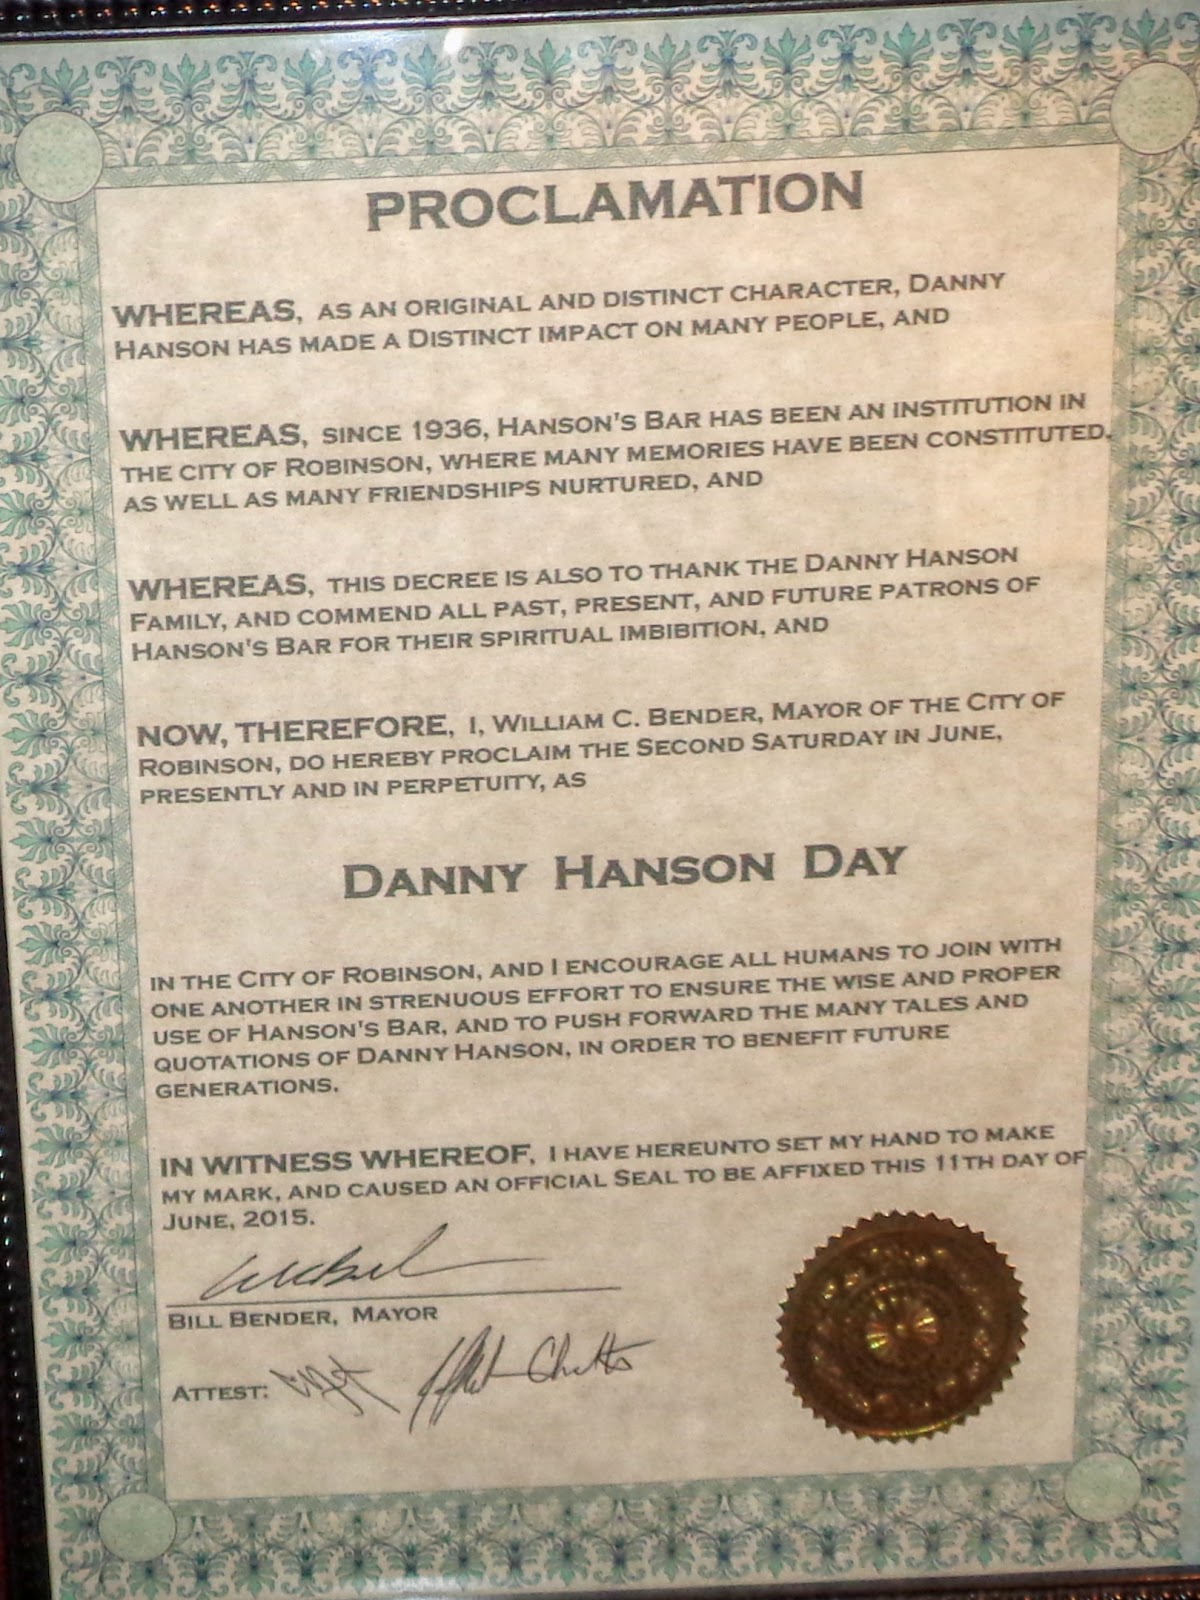 PROCLAMATION
WHEREAS, AS AN ORIGINAL AND DISTINCT CHARACTER, DANNY
HANSON HAS MADE A DISTINCT IMPACT ON MANY PEOPLE, AND
WHEREAS, SINCE 1936, HANSON'S BAR HAS BEEN AN INSTITUTION IN
THE CITY OF ROBINSON, WHERE MANY MEMORIES HAVE BEEN CONSTITUTED,
AS WELL AS MANY FRIENDSHIPS NURTURED, AND
WHEREAS, THIS DECREE IS ALSO TO THANK THE DANNY HANSON
FAMILY, AND COMMEND ALL PAST, PRESENT, AND FUTURE PATRONS OF
HANSON'S BAR FOR THEIR SPIRITUAL IMBIBITION, AND
NOW, THEREFORE, I, WILLIAM C. BENDER, MAYOR OF THE CITY OF
ROBINSON, DO HEREBY PROCLAIM THE SECOND SATURDAY IN JUNE,
PRESENTLY AND IN PERPETUITY, AS
DANNY HANSON DAY
IN THE CITY OF ROBINSON, AND I ENCOURAGE ALL HUMANS TO JOIN WITH
ONE ANOTHER IN STRENUOUS EFFORT TO ENSURE THE WISE AND PROPER
USE OF HANSON'S BAR, AND TO PUSH FORWARD THE MANY TALES AND
QUOTATIONS OF DANNY HANSON, IN ORDER TO BENEFIT FUTURE
GENERATIONS.
IN WITNESS WHEREOF, I HAVE HEREUNTO SET MY HAND TO MAKE
MY MARK, AND CAUSED AN OFFICIAL SEAL TO BE AFFIXED THIS 11TH DAY OF
JUNE, 2015.
BILL BENDER, MAYOR
ATTEST: